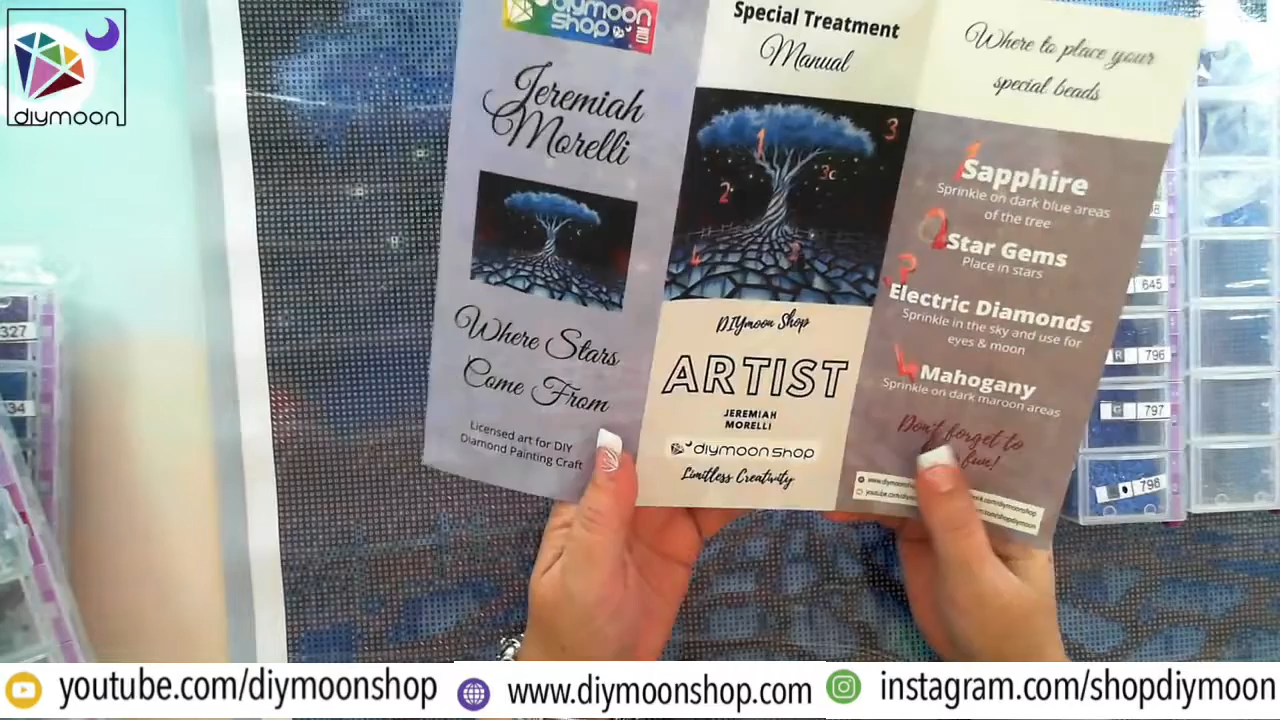 diymoon
diymoon
shop
Jeremiah
Morelli
Where Stars
Come From
Licensed art for DIY
Diamond Painting Craft
Special Treatment
Manual
1
3
3c
2
4
DIYmoon Shop
ARTIST
JEREMIAH
MORELLI
diymoon shop
Limitless Creativity
Where to place your
special beads
1
Sapphire
Sprinkle on dark blue areas
of the tree
2
Star Gems
Place in stars
3
Electric Diamonds
Sprinkle in the sky and use for
eyes & moon
4
Mahogany
Sprinkle on dark maroon areas
Don't forget to
fun!
327
34
645
R 796
797
798
youtube.com/diymoonshop
www.diymoonshop.com
instagram.com/shopdiymoon